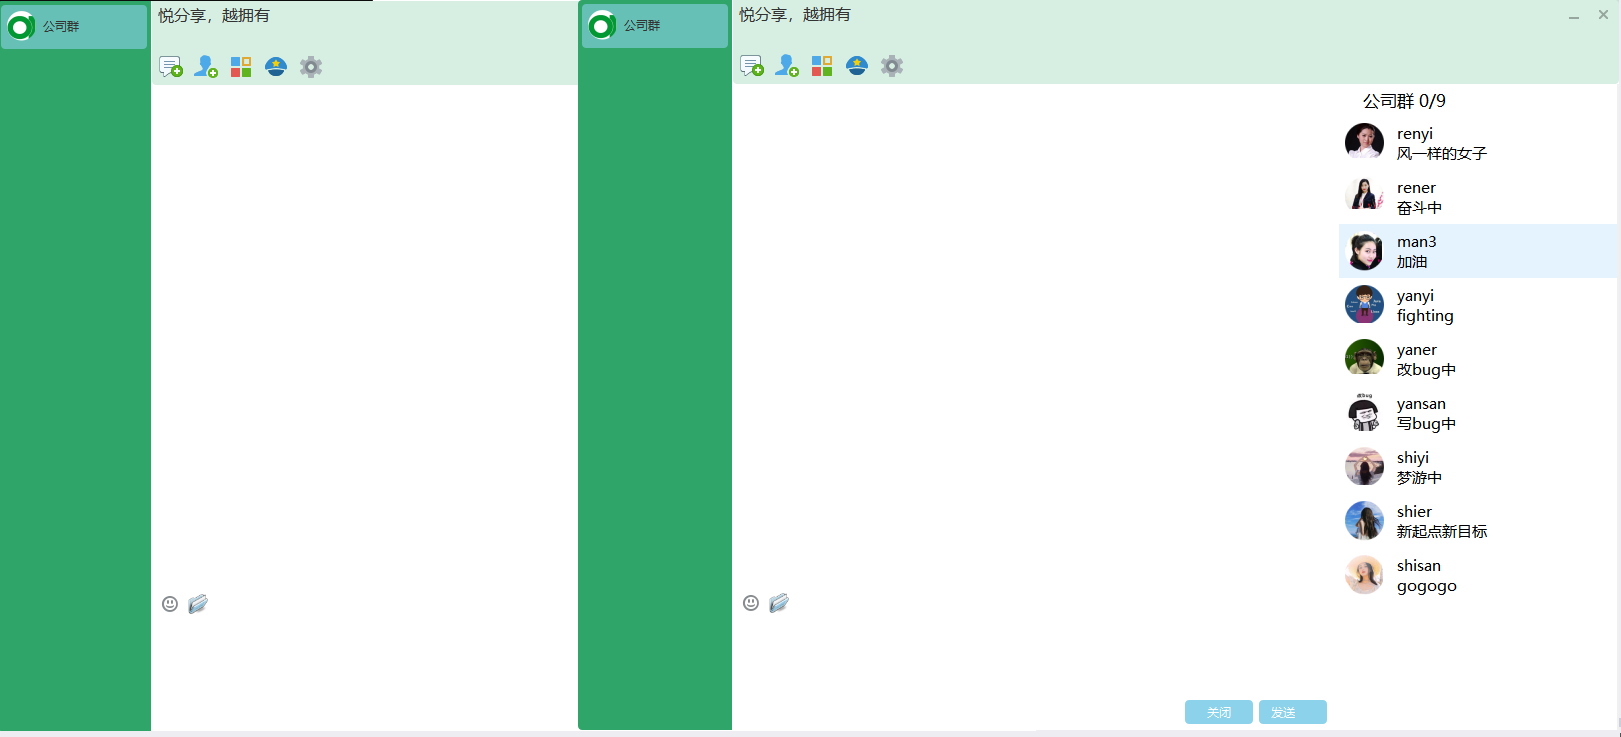 公司群
悦分享，越拥有
公司群
悦分享，越拥有
公司群 0/9
renyi
风一样的女子
rener
奋斗中
man3
加油
yanyi
fighting
yaner
改bug中
yansan
写bug中
shiyi
梦游中
shier
新起点新目标
shisan
gogogo
关闭
发送